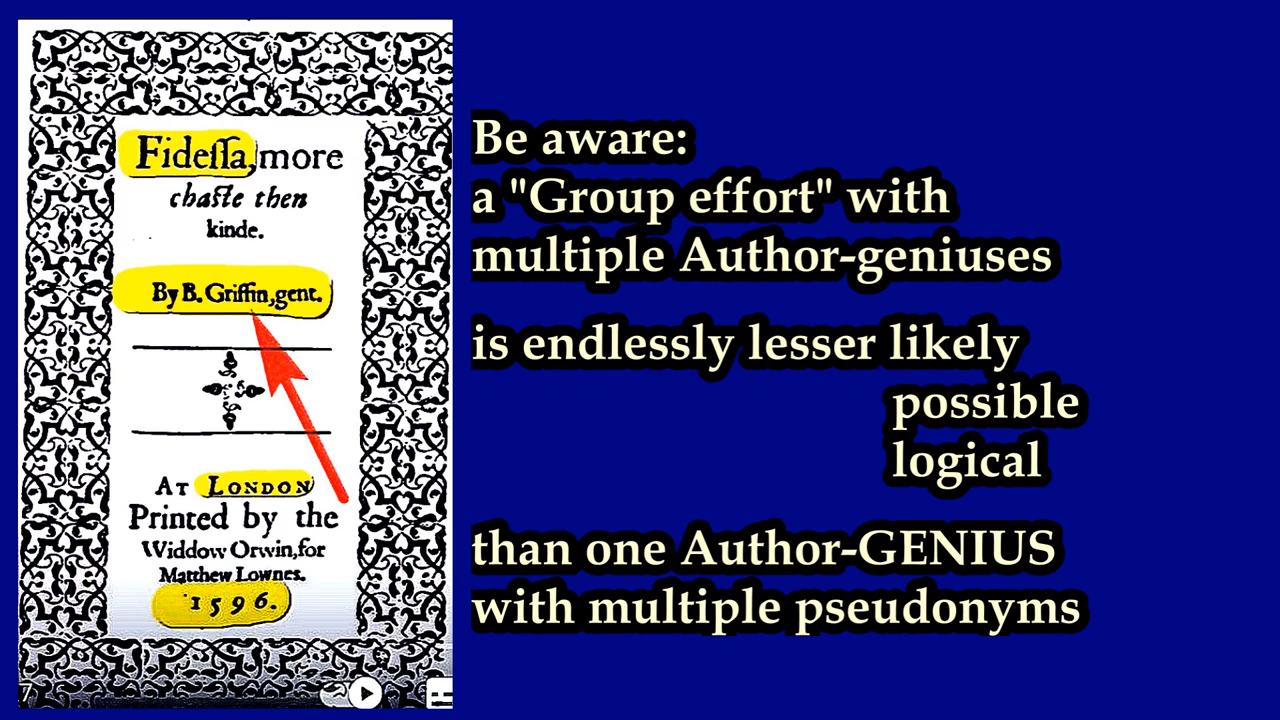 Fideſſa, more
chaſte then
kinde.
By B. Griffin, gent.
AT LONDON
Printed by the
Widdow Orwin, for
Matthew Lownes.
1596.
7
Be aware:
a "Group effort" with
multiple Author-geniuses
is endlessly lesser likely
possible
logical
than one Author-GENIUS
with multiple pseudonyms